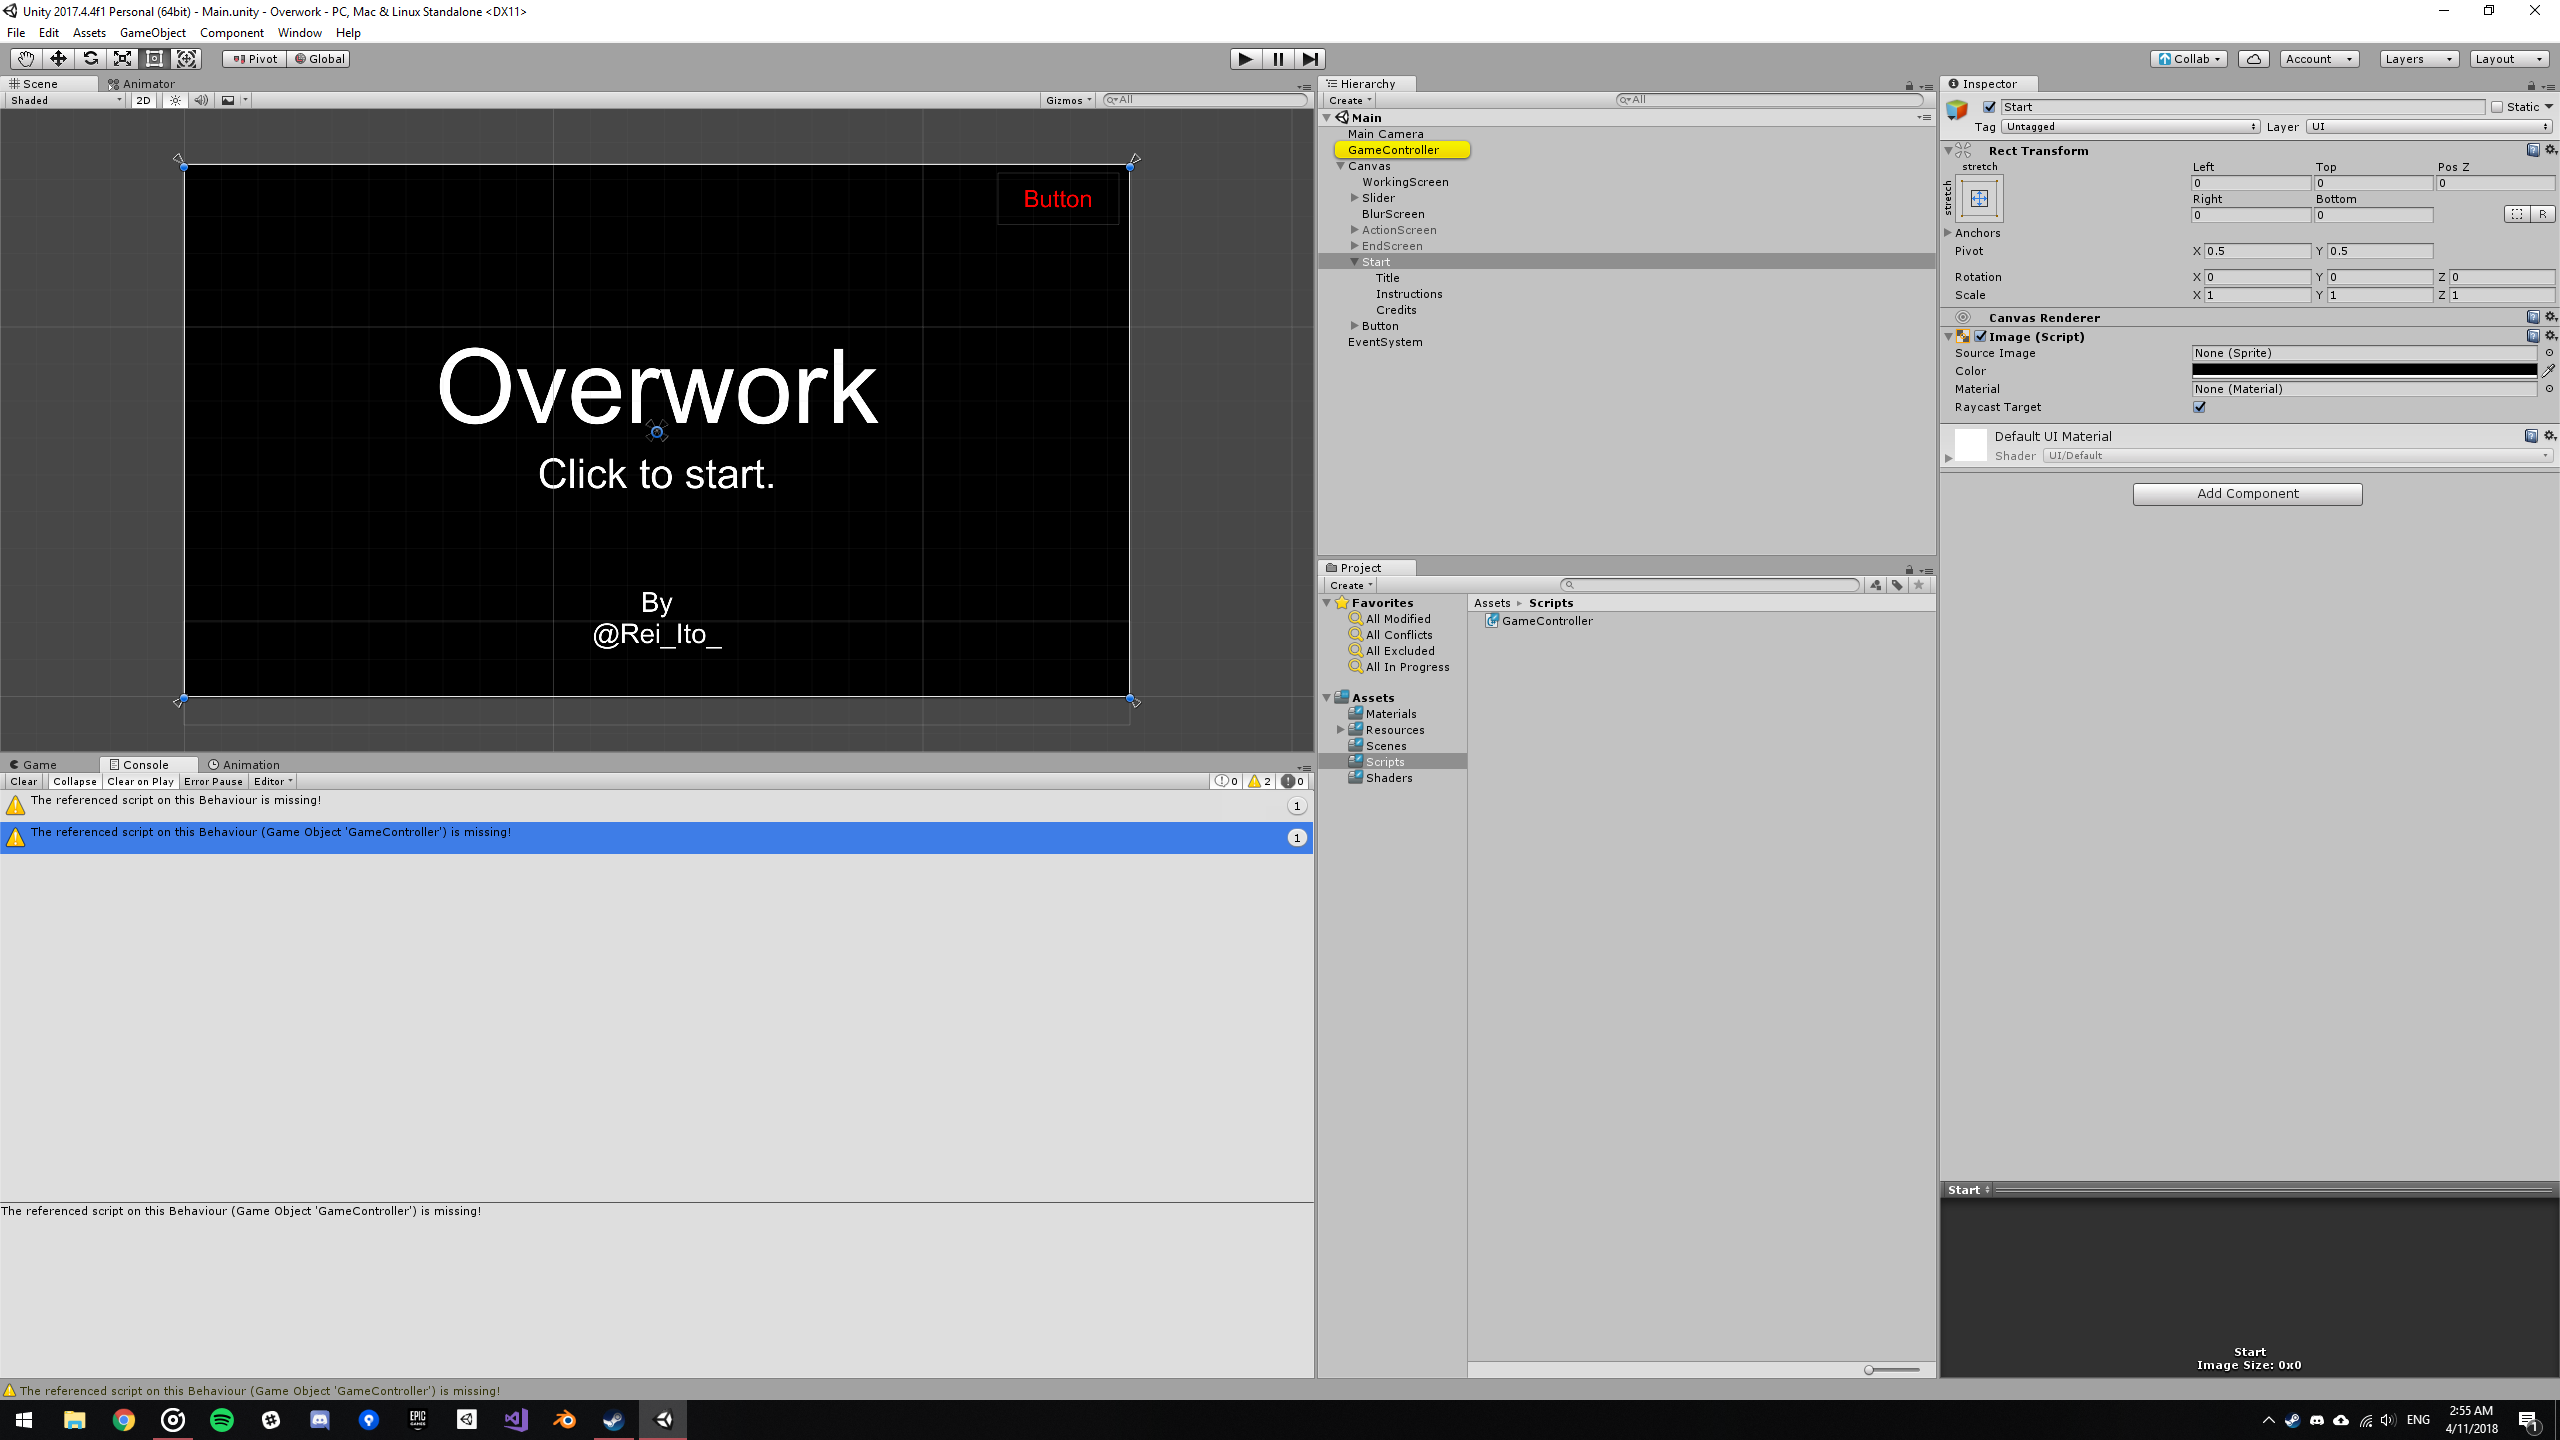 Unity 2017.4.4f1 Personal (64bit) - Main.unity - Overwork - PC, Mac & Linux Standalone <DX11>
File Edit Assets GameObject Component Window Help
Pivot Global
Collab Account Layers Layout
Scene Animator
Shaded 2D Gizmos All
Button
Overwork
Click to start.
By
@Rei_Ito_
Game Console Animation
Clear Collapse Clear on Play Error Pause Editor 0 2 0
The referenced script on this Behaviour is missing! 1
The referenced script on this Behaviour (Game Object 'GameController') is missing! 1
The referenced script on this Behaviour (Game Object 'GameController') is missing!
The referenced script on this Behaviour (Game Object 'GameController') is missing!
Hierarchy
Create All
Main
Main Camera
GameController
Canvas
WorkingScreen
Slider
BlurScreen
ActionScreen
EndScreen
Start
Title
Instructions
Credits
Button
EventSystem
Project
Create
Favorites
All Modified
All Conflicts
All Excluded
All In Progress
Assets
Materials
Resources
Scenes
Scripts
Shaders
Assets Scripts
GameController
Inspector
Start Static
Tag Untagged Layer UI
Rect Transform
stretch
stretch
Left Top Pos Z
0 0 0
Right Bottom
0 0 R
Anchors
Pivot X 0.5 Y 0.5
Rotation X 0 Y 0 Z 0
Scale X 1 Y 1 Z 1
Canvas Renderer
Image (Script)
Source Image None (Sprite)
Color
Material None (Material)
Raycast Target
Default UI Material
Shader UI/Default
Add Component
Start
Start
Image Size: 0x0
EPIC
GAMES
ENG
2:55 AM
4/11/2018
1